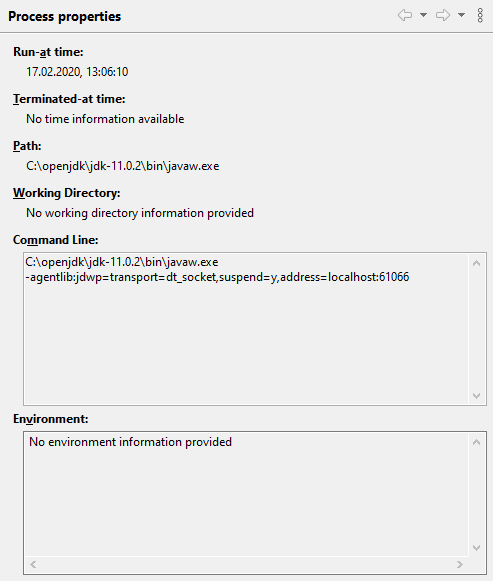 Process properties
Run-at time:
17.02.2020, 13:06:10
Terminated-at time:
No time information available
Path:
C:\openjdk\jdk-11.0.2\bin\javaw.exe
Working Directory:
No working directory information provided
Command Line:
C:\openjdk\jdk-11.0.2\bin\javaw.exe
-agentlib:jdwp=transport=dt_socket,suspend=y,address=localhost:61066
Environment:
No environment information provided